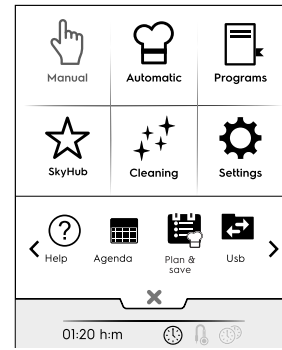 Manual Automatic Programs
SkyHub Cleaning Settings
Help Agenda Plan & save Usb
01:20 h:m